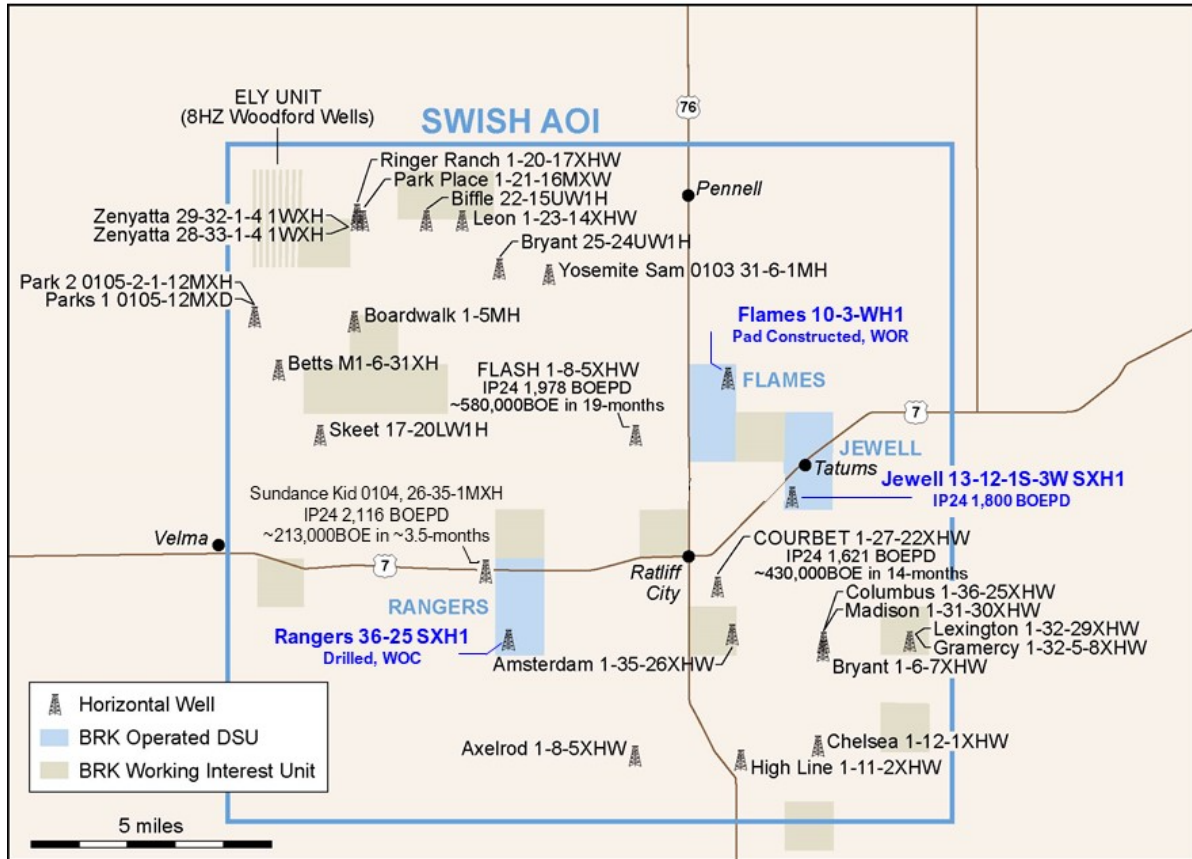 ELY UNIT
(8HZ Woodford Wells)
SWISH AOI
76
Ringer Ranch 1-20-17XHW
Park Place 1-21-16MXW
Pennell
Biffle 22-15UW1H
Zenyatta 29-32-1-4 1WXH
Leon 1-23-14XHW
Zenyatta 28-33-1-4 1WXH
Bryant 25-24UW1H
Yosemite Sam 0103 31-6-1MH
Park 2 0105-2-1-12MXH
Parks 1 0105-12MXD
Boardwalk 1-5MH
Flames 10-3-WH1
Pad Constructed, WOR
Betts M1-6-31XH
FLASH 1-8-5XHW
IP24 1,978 BOEPD
~580,000BOE in 19-months
FLAMES
7
Skeet 17-20LW1H
JEWELL
Tatums
Jewell 13-12-1S-3W SXH1
IP24 1,800 BOEPD
Sundance Kid 0104, 26-35-1MXH
IP24 2,116 BOEPD
~213,000BOE in ~3.5-months
Velma
7
Ratliff
City
COURBET 1-27-22XHW
IP24 1,621 BOEPD
~430,000BOE in 14-months
Columbus 1-36-25XHW
Madison 1-31-30XHW
RANGERS
Rangers 36-25 SXH1
Drilled, WOC
Lexington 1-32-29XHW
Gramercy 1-32-5-8XHW
Amsterdam 1-35-26XHW
Bryant 1-6-7XHW
Horizontal Well
BRK Operated DSU
BRK Working Interest Unit
Axelrod 1-8-5XHW
Chelsea 1-12-1XHW
High Line 1-11-2XHW
5 miles